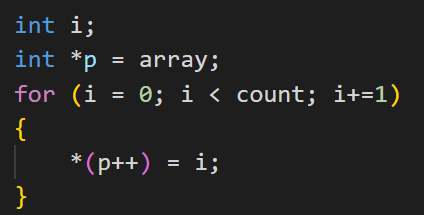 int i;
int *p = array;
for (i = 0; i < count; i+=1)
{
    *(p++) = i;
}